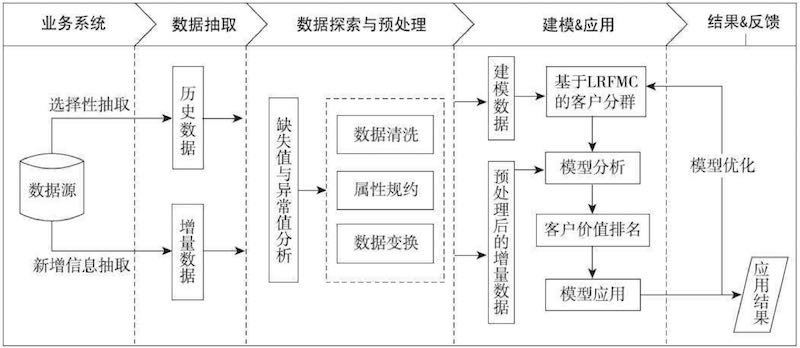 业务系统
数据抽取
数据探索与预处理
建模&应用
结果&反馈
选择性抽取
数据源
新增信息抽取
历史数据
增量数据
缺失值与异常值分析
数据清洗
属性规约
数据变换
建模数据
预处理后的增量数据
基于LRFMC
的客户分群
模型分析
客户价值排名
模型应用
模型优化
应用结果